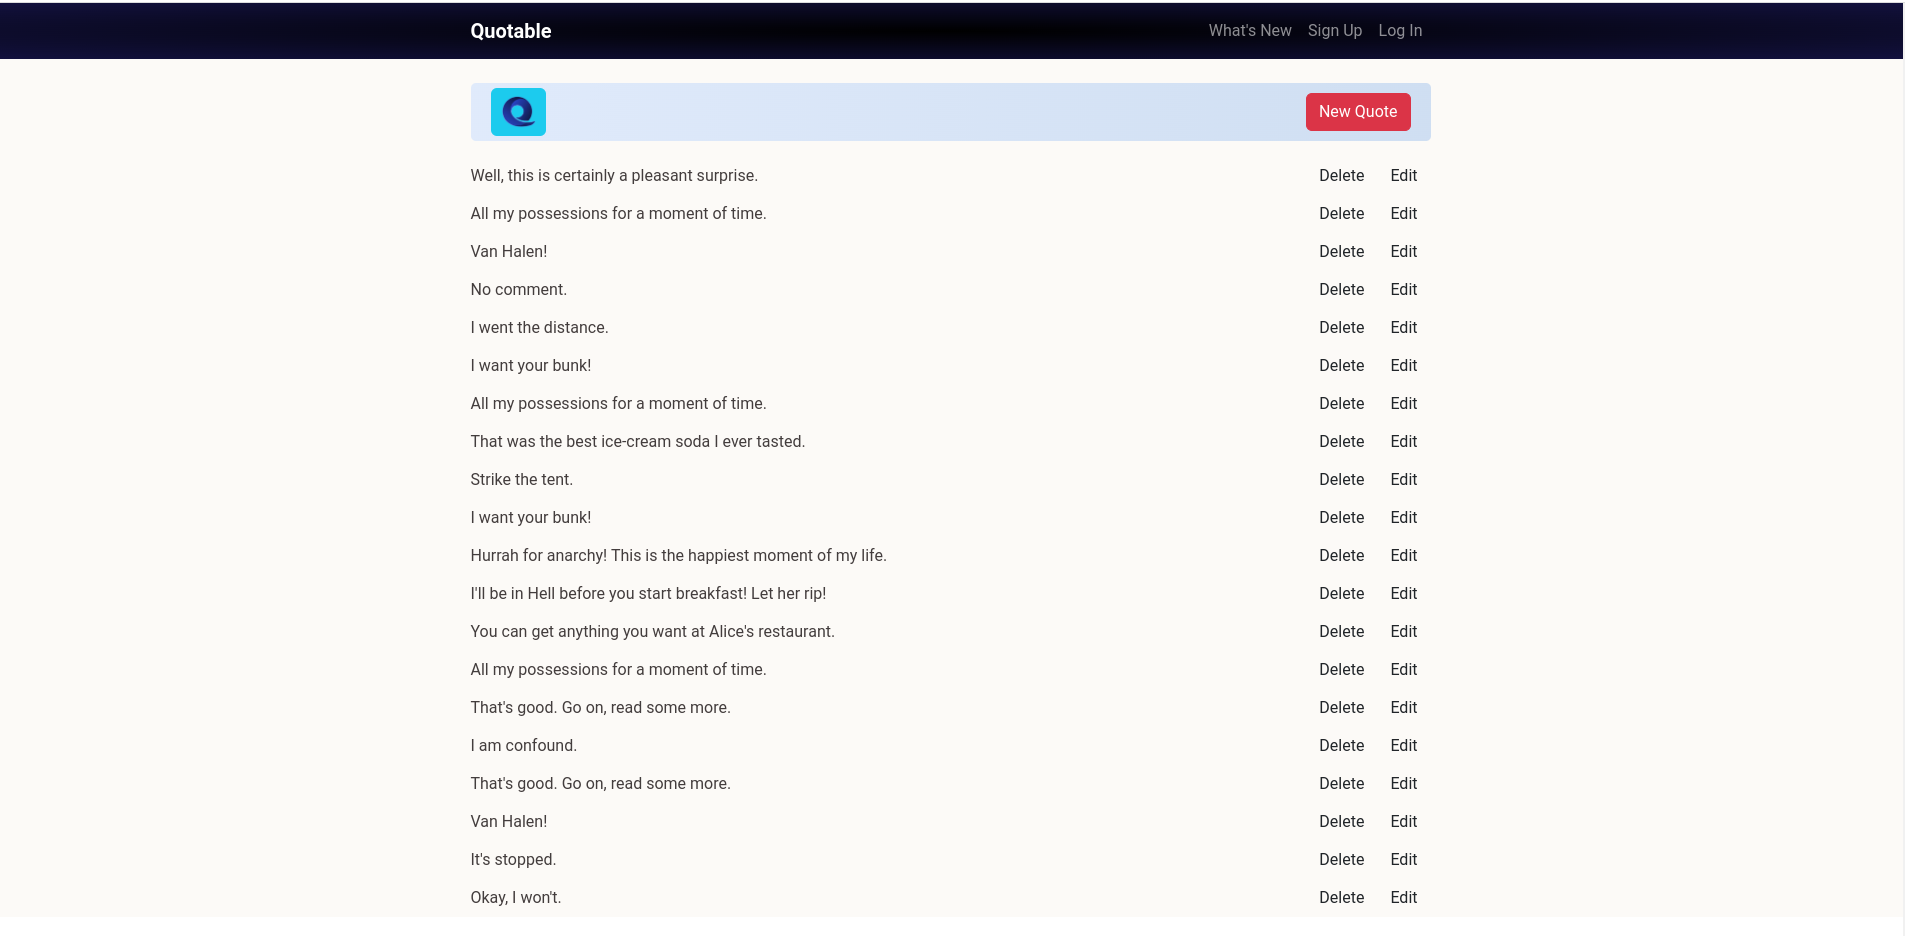 Quotable What's New Sign Up Log In
New Quote
Well, this is certainly a pleasant surprise. Delete Edit
All my possessions for a moment of time. Delete Edit
Van Halen! Delete Edit
No comment. Delete Edit
I went the distance. Delete Edit
I want your bunk! Delete Edit
All my possessions for a moment of time. Delete Edit
That was the best ice-cream soda I ever tasted. Delete Edit
Strike the tent. Delete Edit
I want your bunk! Delete Edit
Hurrah for anarchy! This is the happiest moment of my life. Delete Edit
I'll be in Hell before you start breakfast! Let her rip! Delete Edit
You can get anything you want at Alice's restaurant. Delete Edit
All my possessions for a moment of time. Delete Edit
That's good. Go on, read some more. Delete Edit
I am confound. Delete Edit
That's good. Go on, read some more. Delete Edit
Van Halen! Delete Edit
It's stopped. Delete Edit
Okay, I won't. Delete Edit